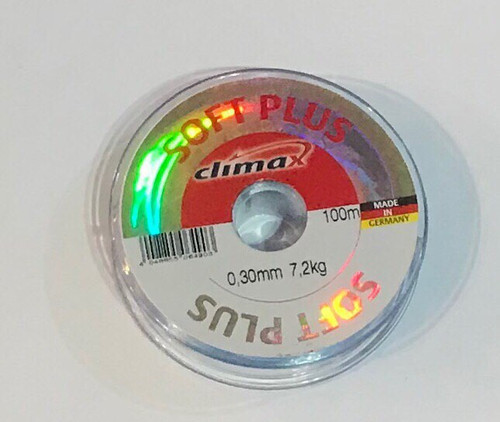 SOFT PLUS
climax
100m
MADE
IN
GERMANY
0,30mm 7,2kg
SOFT PLUS